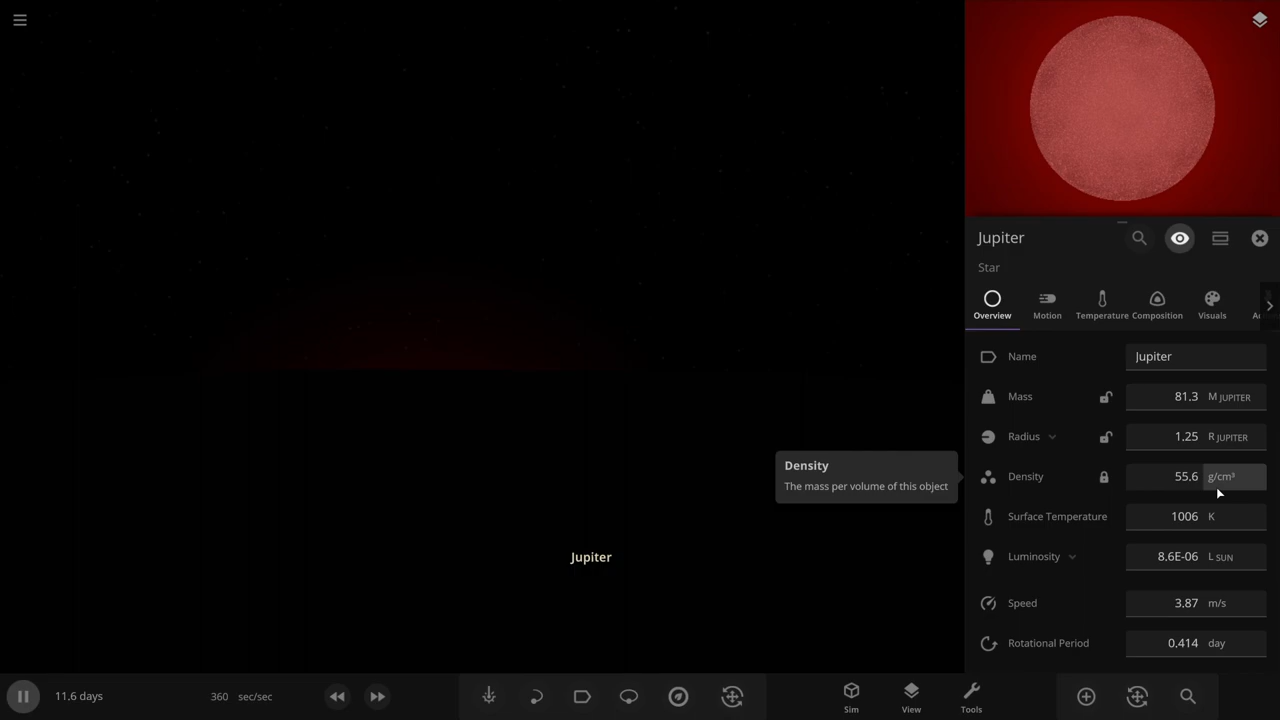 Jupiter
Star
Overview
Motion
Temperature
Composition
Visuals
Name
Jupiter
Mass
81.3 M JUPITER
Radius
1.25 R JUPITER
Density
The mass per volume of this object
Density
55.6 g/cm³
Surface Temperature
1006 K
Luminosity
8.6E-06 L SUN
Jupiter
Speed
3.87 m/s
Rotational Period
0.414 day
11.6 days
360 sec/sec
Sim
View
Tools